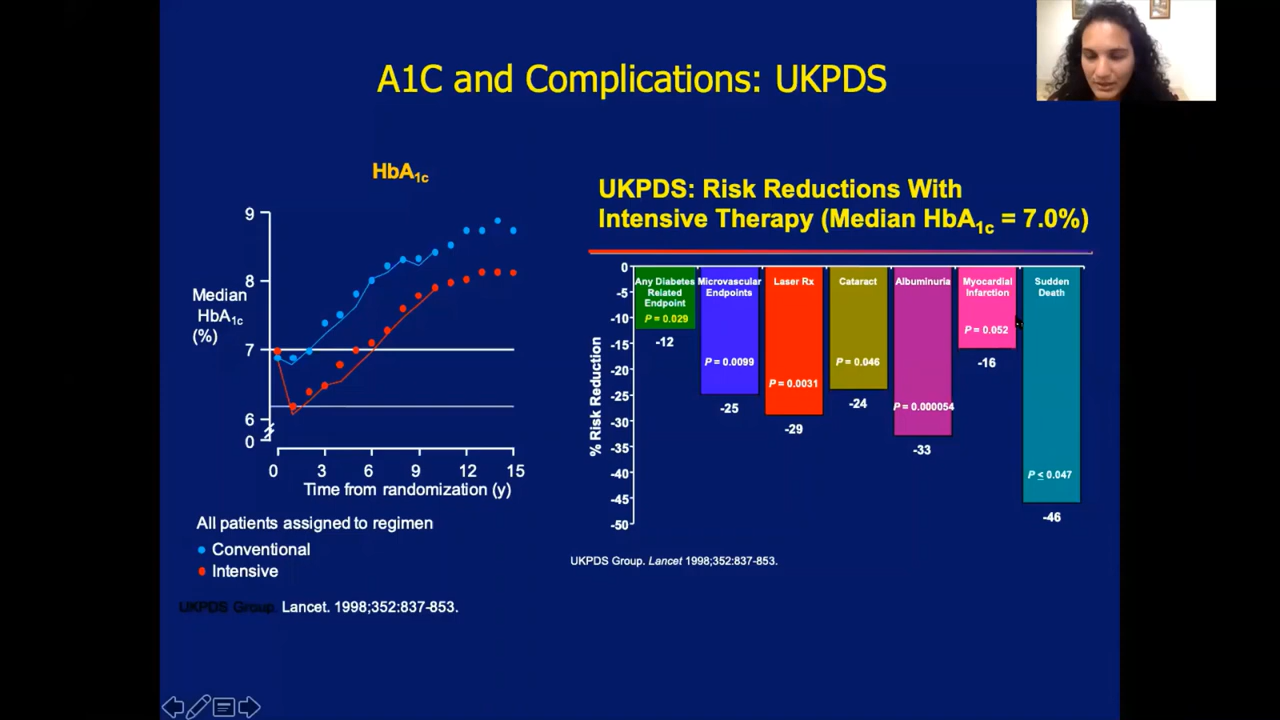 A1C and Complications: UKPDS
HbA1c
9
8
7
6
0
Median
HbA1c
(%)
0 3 6 9 12 15
Time from randomization (y)
All patients assigned to regimen
Conventional
Intensive
UKPDS Group. Lancet. 1998;352:837-853.
UKPDS: Risk Reductions With
Intensive Therapy (Median HbA1c = 7.0%)
% Risk Reduction
0
-5
-10
-15
-20
-25
-30
-35
-40
-45
-50
Any Diabetes
Related
Endpoint
P = 0.029
-12
Microvascular
Endpoints
P = 0.0099
-25
Laser Rx
P = 0.0031
-29
Cataract
P = 0.046
-24
Albuminuria
P = 0.000054
-33
Myocardial
Infarction
P = 0.052
-16
Sudden
Death
P ≤ 0.047
-46
UKPDS Group. Lancet 1998;352:837-853.